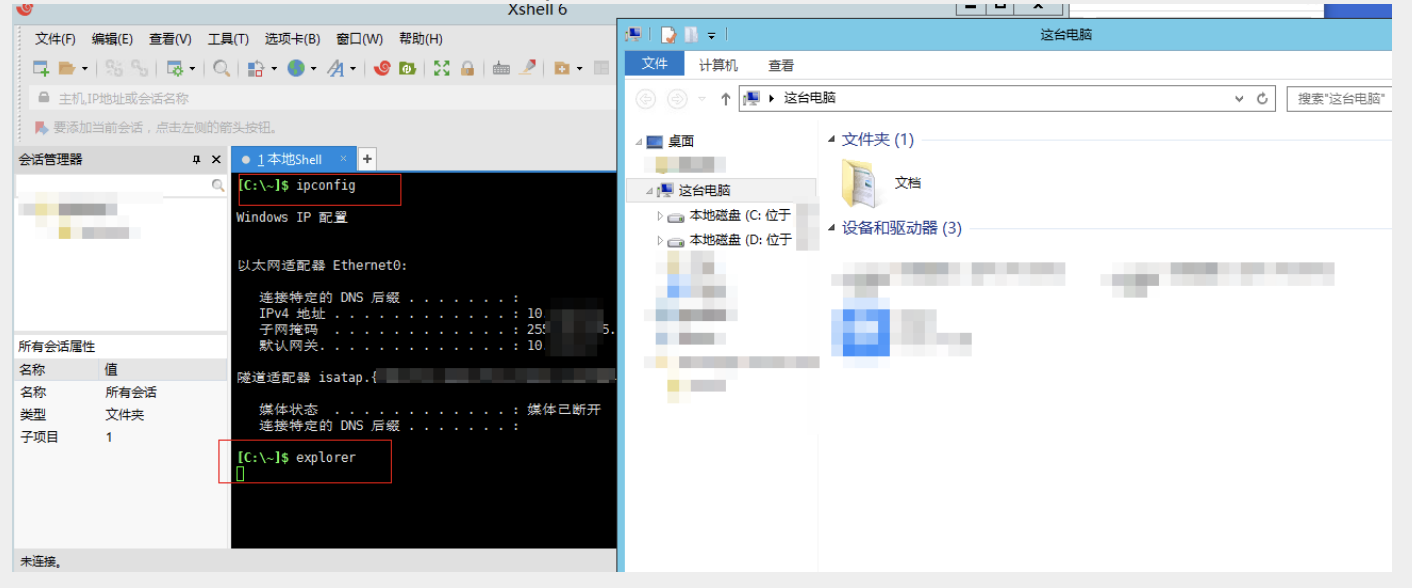 Xshell 6
文件(F) 编辑(E) 查看(V) 工具(T) 选项卡(B) 窗口(W) 帮助(H)
主机,IP地址或会话名称
要添加当前会话，点击左侧的箭头按钮。
会话管理器
1 本地Shell
[C:\~]$ ipconfig
Windows IP 配置
以太网适配器 Ethernet0:
连接特定的 DNS 后缀 . . . . . . . :
IPv4 地址 . . . . . . . . . . . . : 10.
子网掩码 . . . . . . . . . . . . : 255 5.
默认网关. . . . . . . . . . . . . : 10
隧道适配器 isatap.{
媒体状态 . . . . . . . . . . . . : 媒体已断开
连接特定的 DNS 后缀 . . . . . . . :
[C:\~]$ explorer
所有会话属性
名称 值
名称 所有会话
类型 文件夹
子项目 1
未连接。
这台电脑
文件 计算机 查看
这台电脑
搜索"这台电脑"
桌面
这台电脑
本地磁盘 (C: 位于
本地磁盘 (D: 位于
文件夹 (1)
文档
设备和驱动器 (3)